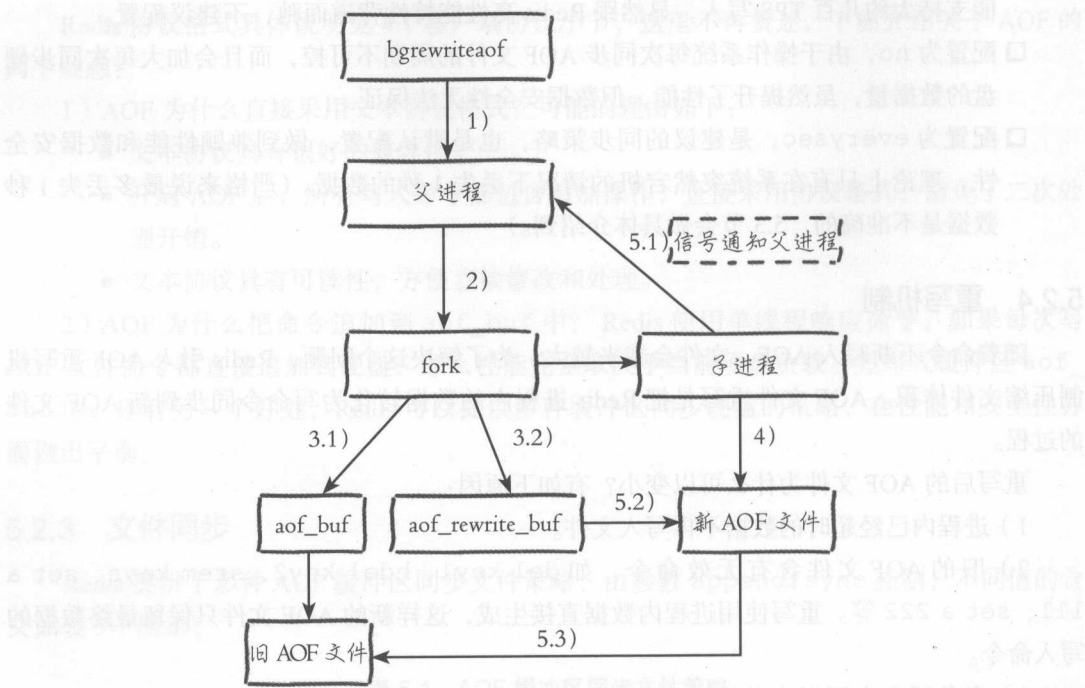 bgrewriteaof
1)
父进程
5.1) 信号通知父进程
2)
fork
子进程
3.1)
3.2)
4)
aof_buf
aof_rewrite_buf
5.2)
新 AOF 文件
5.3)
旧 AOF 文件